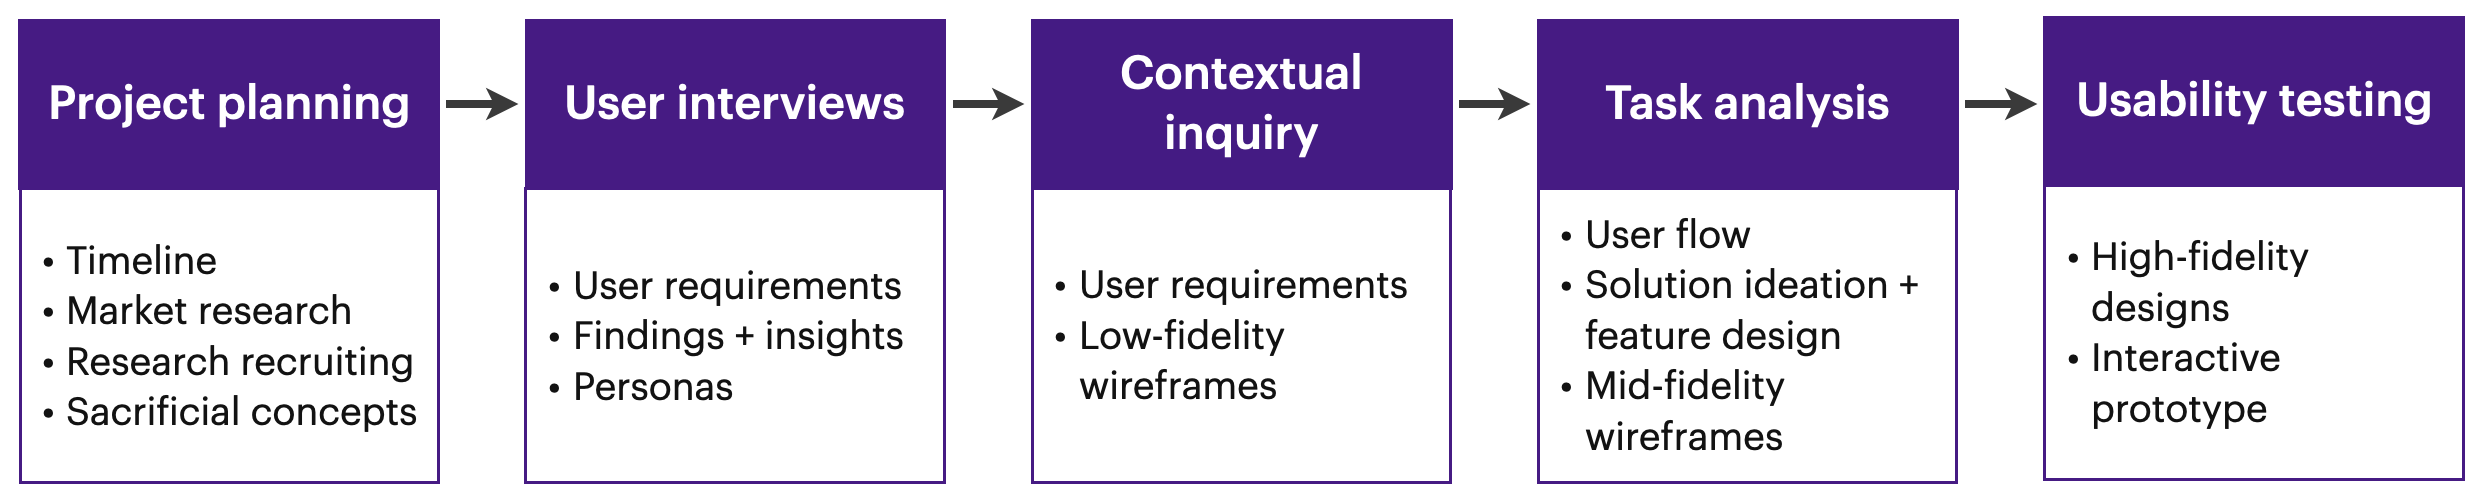 Project planning
• Timeline
• Market research
• Research recruiting
• Sacrificial concepts
User interviews
• User requirements
• Findings + insights
• Personas
Contextual
inquiry
• User requirements
• Low-fidelity
wireframes
Task analysis
• User flow
• Solution ideation +
feature design
• Mid-fidelity
wireframes
Usability testing
• High-fidelity
designs
• Interactive
prototype